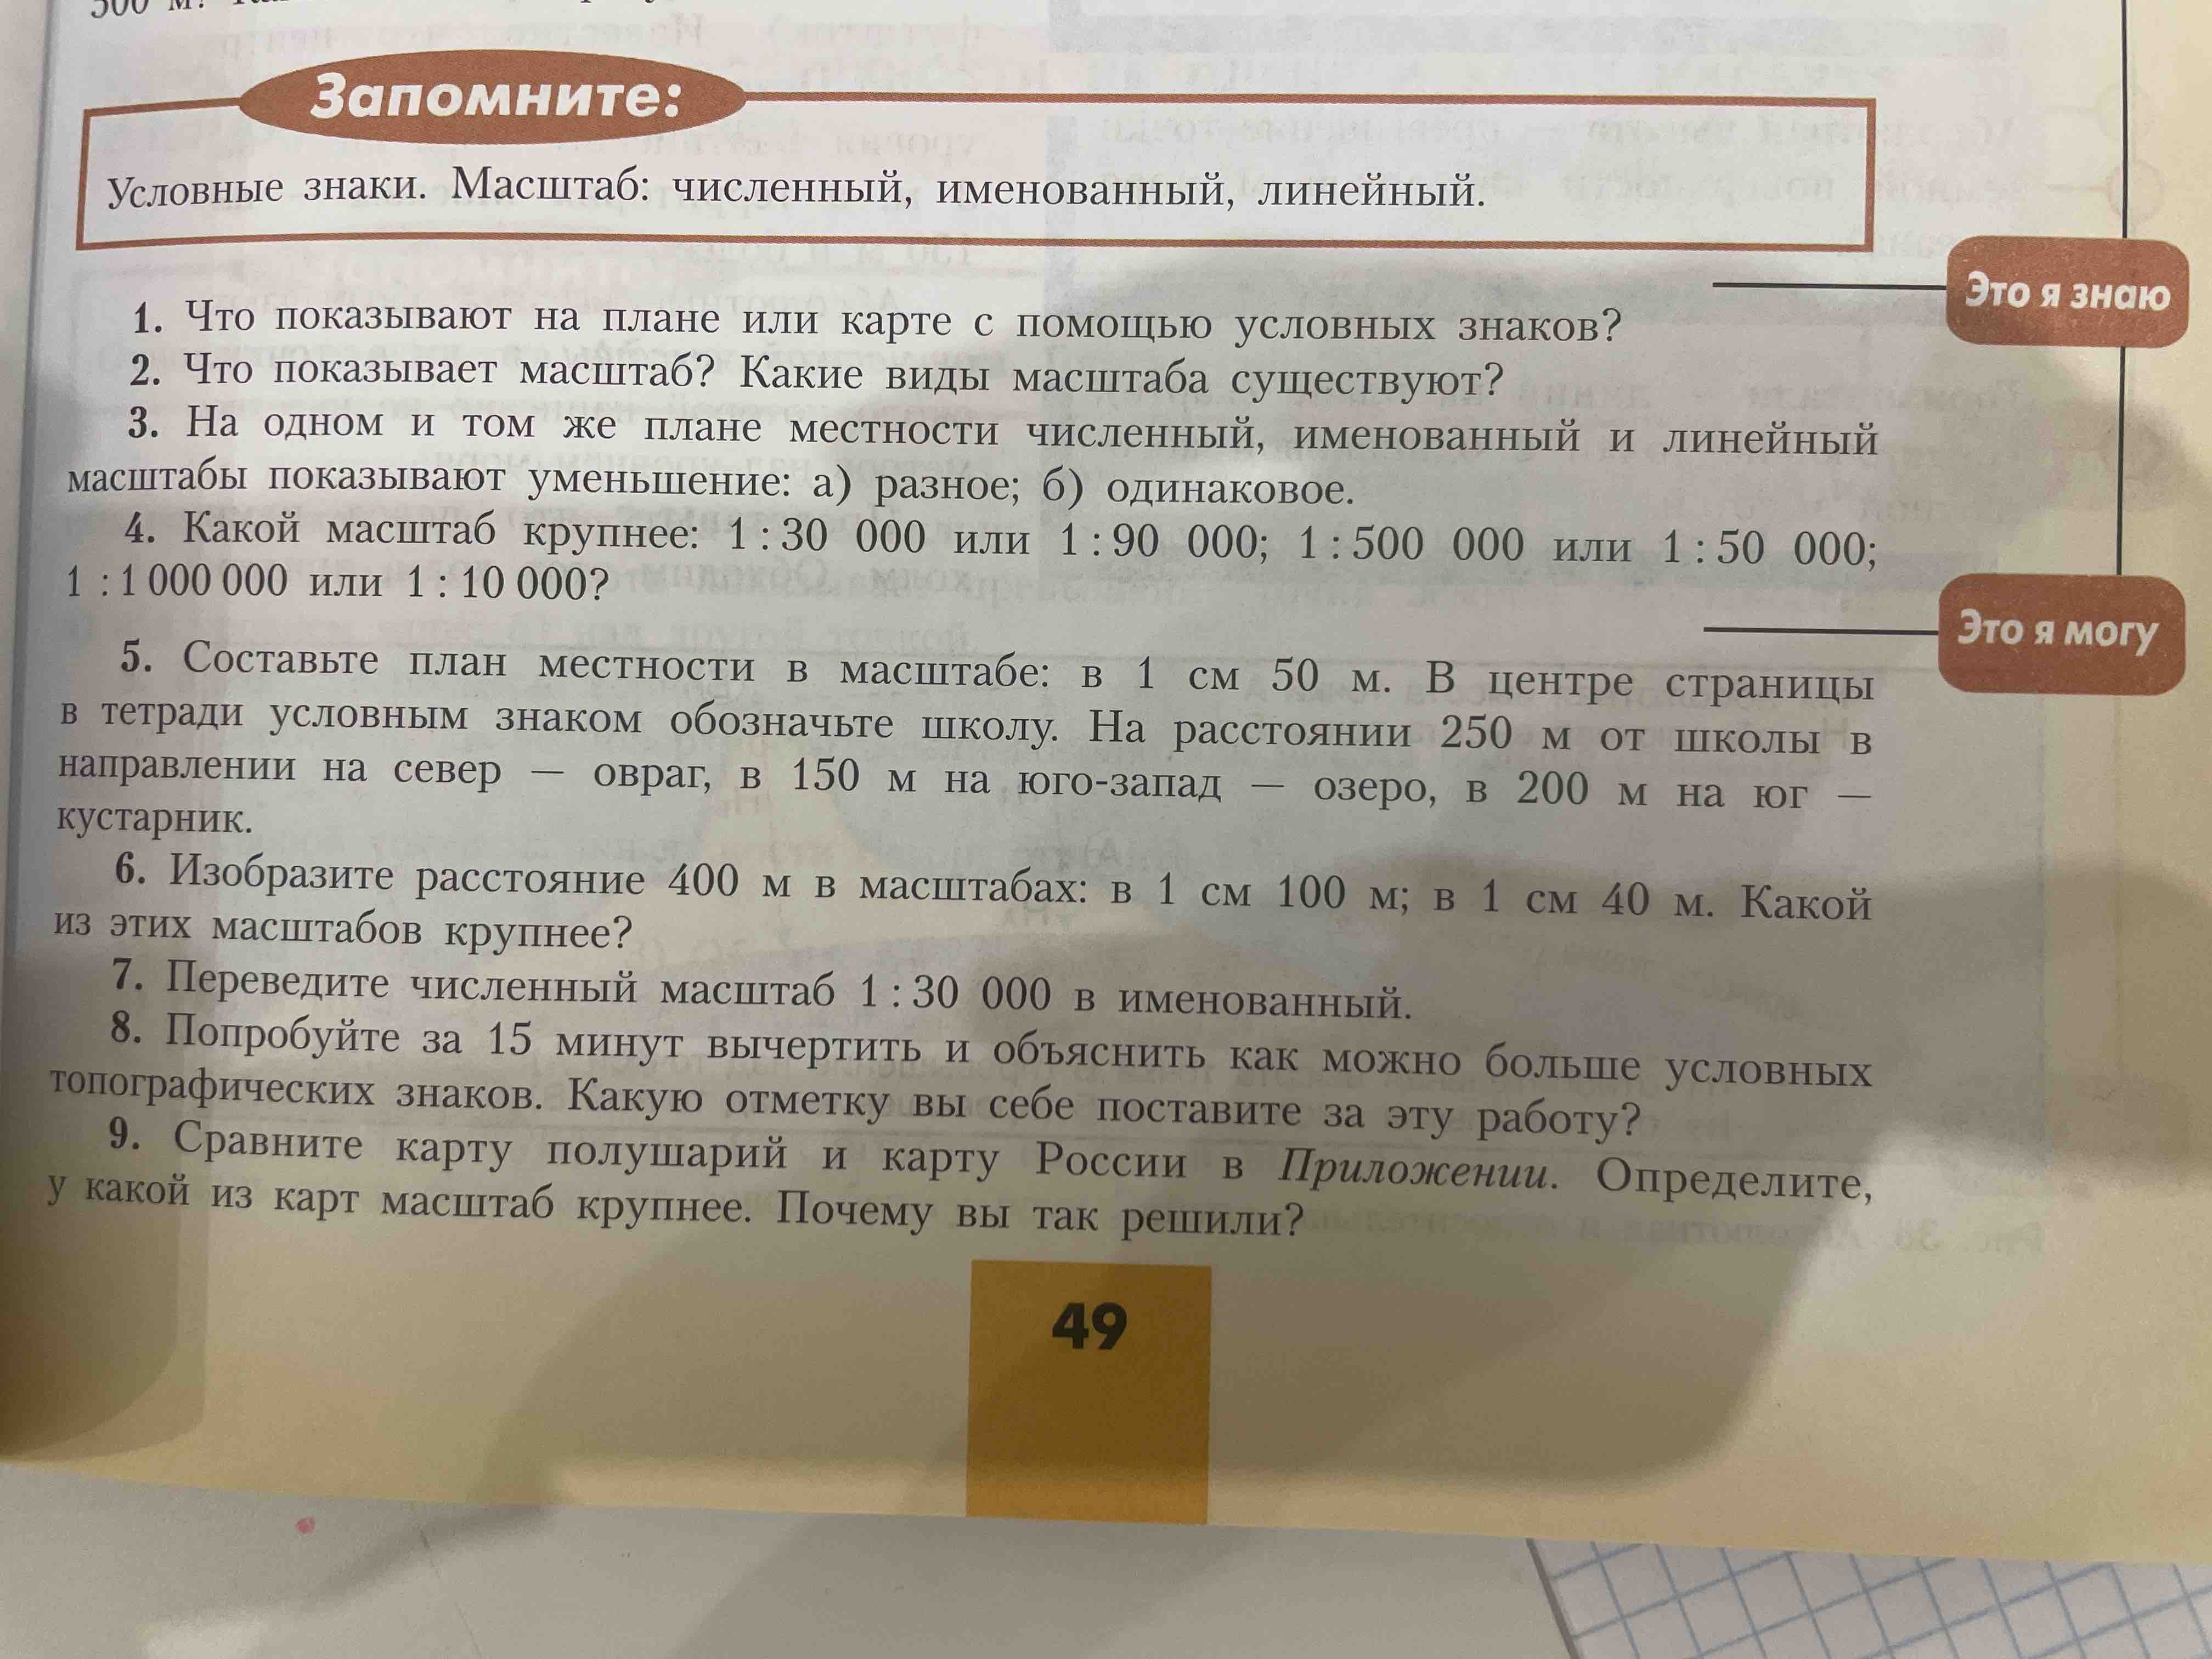 500 м?
Запомните:
Условные знаки. Масштаб: численный, именованный, линейный.
Это я знаю
1. Что показывают на плане или карте с помощью условных знаков?
2. Что показывает масштаб? Какие виды масштаба существуют?
3. На одном и том же плане местности численный, именованный и линейный
масштабы показывают уменьшение: а) разное; б) одинаковое.
4. Какой масштаб крупнее: 1 : 30 000 или 1 : 90 000; 1 : 500 000 или 1 : 50 000;
1 : 1 000 000 или 1 : 10 000?
Это я могу
5. Составьте план местности в масштабе: в 1 см 50 м. В центре страницы
в тетради условным знаком обозначьте школу. На расстоянии 250 м от школы в
направлении на север — овраг, в 150 м на юго-запад — озеро, в 200 м на юг —
кустарник.
6. Изобразите расстояние 400 м в масштабах: в 1 см 100 м; в 1 см 40 м. Какой
из этих масштабов крупнее?
7. Переведите численный масштаб 1 : 30 000 в именованный.
8. Попробуйте за 15 минут вычертить и объяснить как можно больше условных
топографических знаков. Какую отметку вы себе поставите за эту работу?
9. Сравните карту полушарий и карту России в Приложении. Определите,
у какой из карт масштаб крупнее. Почему вы так решили?
49